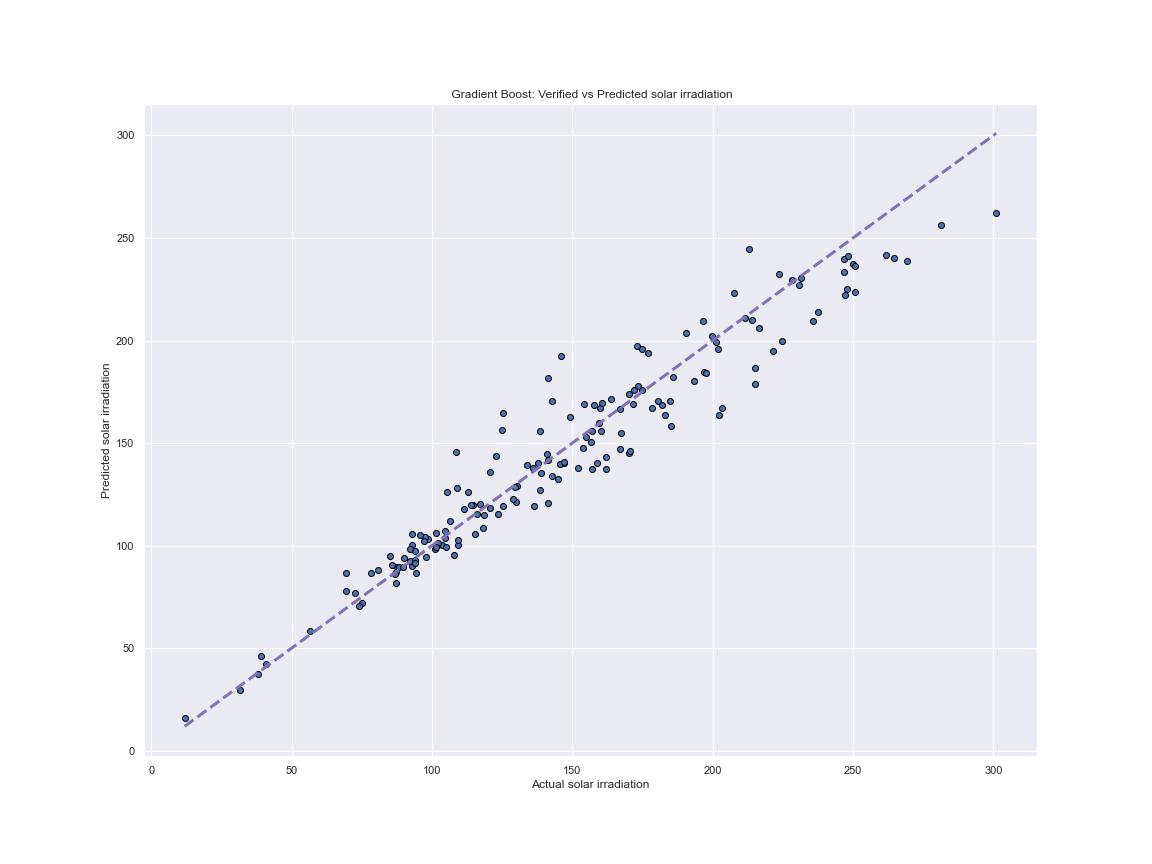 Gradient Boost: Verified vs Predicted solar irradiation
300
250
200
150
100
50
0
Predicted solar irradiation
0 50 100 150 200 250 300
Actual solar irradiation